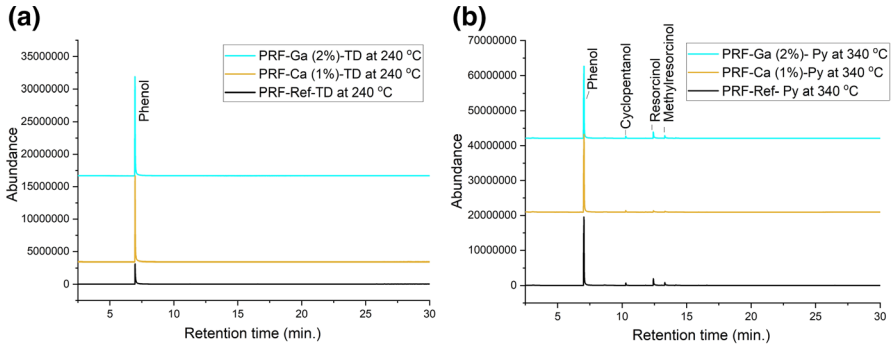 (a)
35000000
30000000
25000000
20000000
15000000
10000000
5000000
0
Abundance
Phenol
PRF-Ga (2%)-TD at 240 °C
PRF-Ca (1%)-TD at 240 °C
PRF-Ref-TD at 240 °C
5 10 15 20 25 30
Retention time (min.)
(b)
70000000
60000000
50000000
40000000
30000000
20000000
10000000
0
Abundance
Phenol
Cyclopentanol
Resorcinol
Methylresorcinol
PRF-Ga (2%)- Py at 340 °C
PRF-Ca (1%)-Py at 340 °C
PRF-Ref- Py at 340 °C
5 10 15 20 25 30
Retention time (min.)